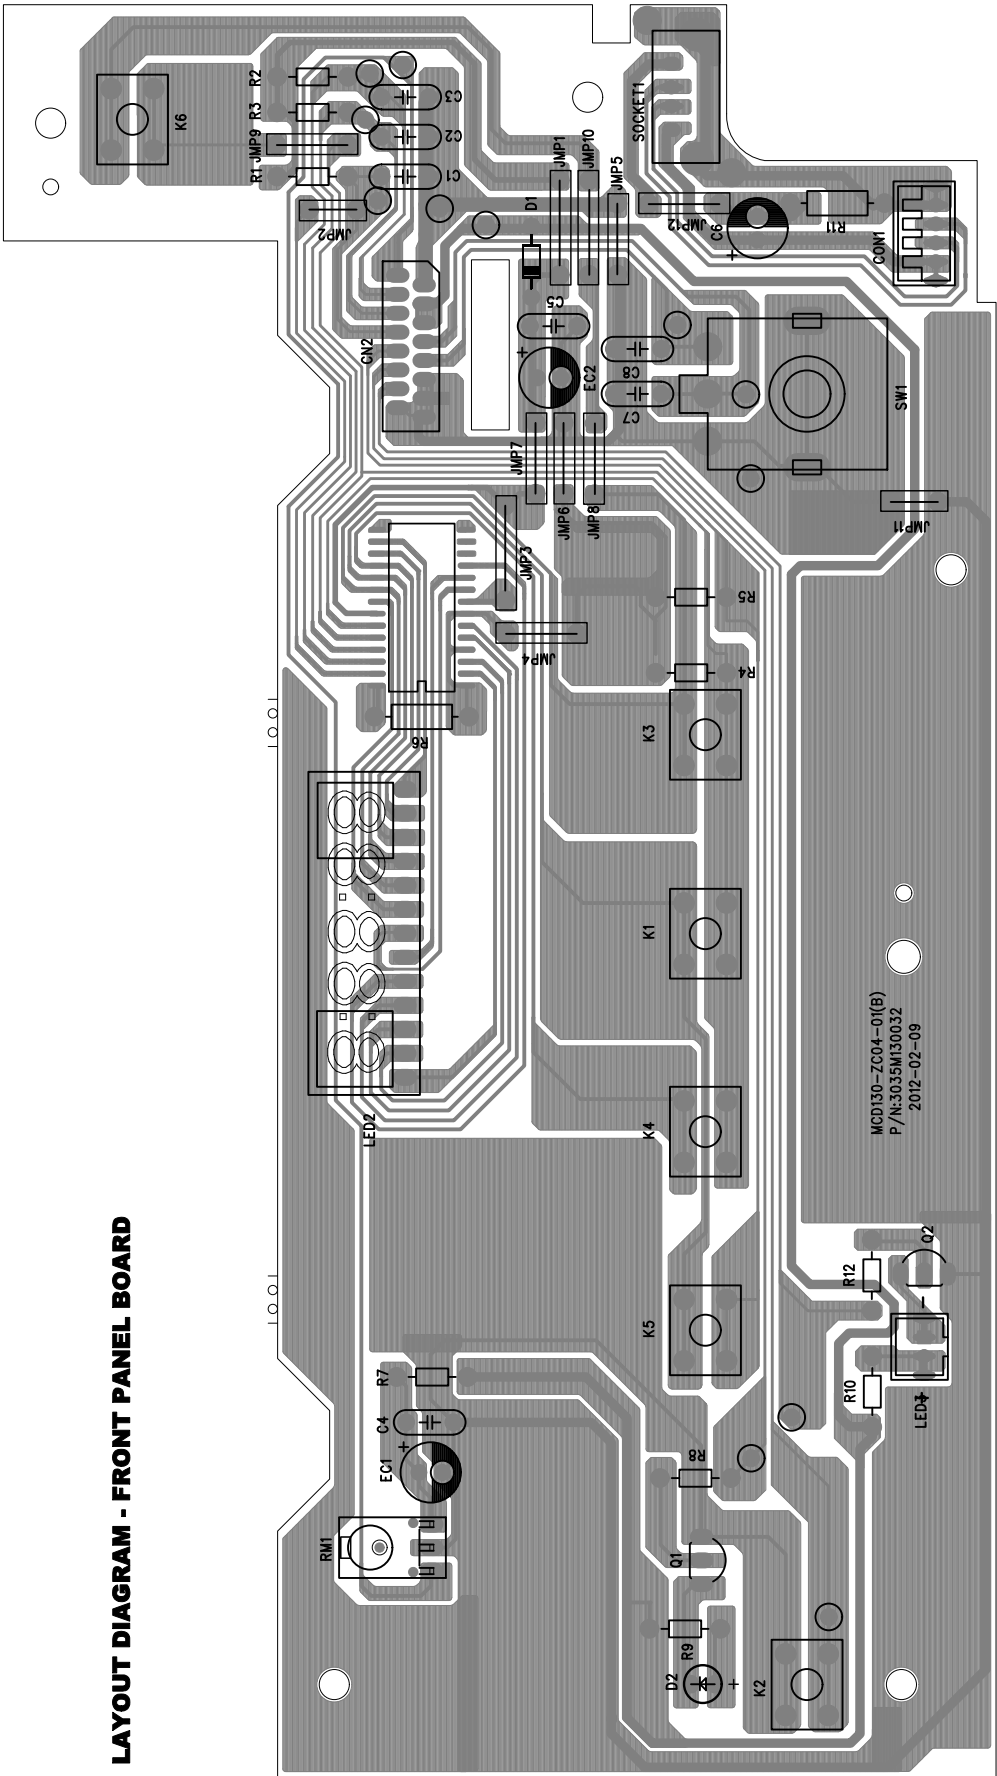 LAYOUT DIAGRAM - FRONT PANEL BOARD
K6
R2
R3
JMP9
R1
JMP2
C3
C2
C1
SOCKET1
JMP1
JMP10
JMP5
D1
JMP12
C6
+
R11
CON1
CN2
C5
+
EC2
C8
C7
SW1
JMP7
JMP6
JMP8
JMP11
JMP3
JMP4
R5
R4
R6
K3
K1
LED2
K4
MCD130-ZC04-01(B)
P/N:3035M130032
2012-02-09
K5
R12
Q2
-
R10
R7
C4
EC1
+
RM1
R8
Q1
R9
D2
+
K2